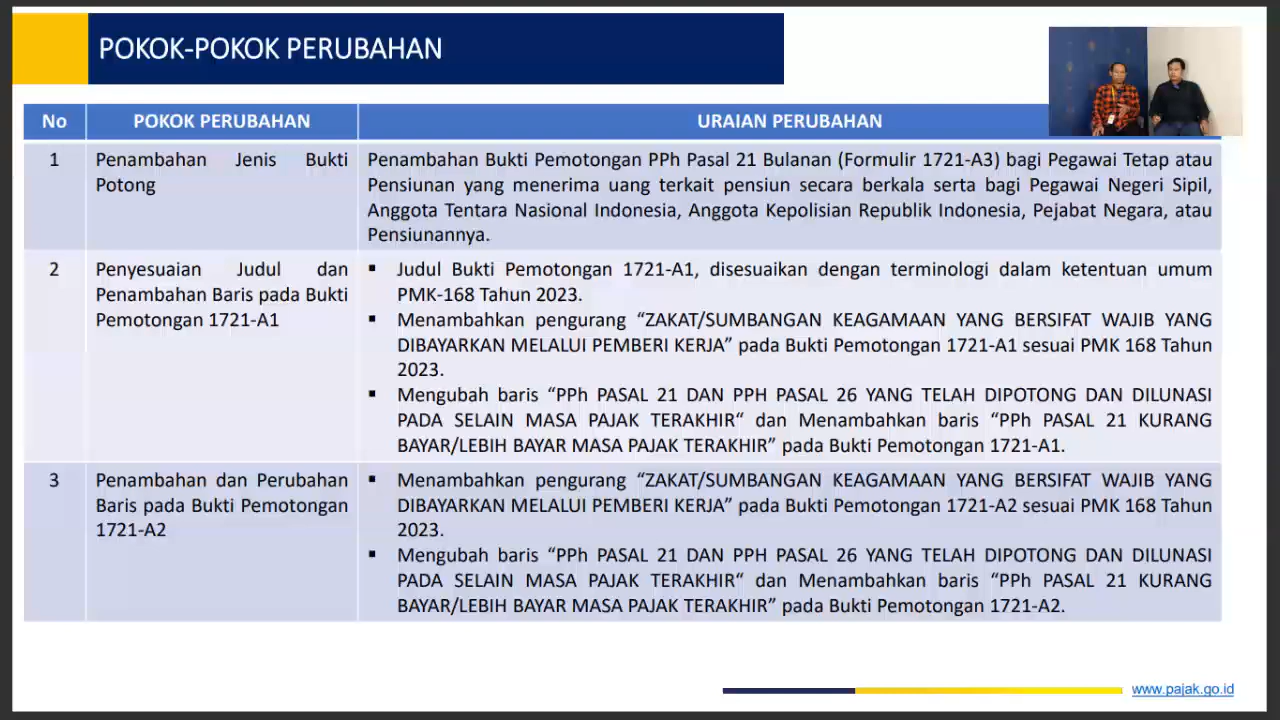 POKOK-POKOK PERUBAHAN
No
POKOK PERUBAHAN
URAIAN PERUBAHAN
1
Penambahan Jenis Bukti
Potong
Penambahan Bukti Pemotongan PPh Pasal 21 Bulanan (Formulir 1721-A3) bagi Pegawai Tetap atau
Pensiunan yang menerima uang terkait pensiun secara berkala serta bagi Pegawai Negeri Sipil,
Anggota Tentara Nasional Indonesia, Anggota Kepolisian Republik Indonesia, Pejabat Negara, atau
Pensiunannya.
2
Penyesuaian Judul dan
Penambahan Baris pada Bukti
Pemotongan 1721-A1
▪ Judul Bukti Pemotongan 1721-A1, disesuaikan dengan terminologi dalam ketentuan umum
PMK-168 Tahun 2023.
▪ Menambahkan pengurang “ZAKAT/SUMBANGAN KEAGAMAAN YANG BERSIFAT WAJIB YANG
DIBAYARKAN MELALUI PEMBERI KERJA” pada Bukti Pemotongan 1721-A1 sesuai PMK 168 Tahun
2023.
▪ Mengubah baris “PPh PASAL 21 DAN PPH PASAL 26 YANG TELAH DIPOTONG DAN DILUNASI
PADA SELAIN MASA PAJAK TERAKHIR“ dan Menambahkan baris “PPh PASAL 21 KURANG
BAYAR/LEBIH BAYAR MASA PAJAK TERAKHIR” pada Bukti Pemotongan 1721-A1.
3
Penambahan dan Perubahan
Baris pada Bukti Pemotongan
1721-A2
▪ Menambahkan pengurang “ZAKAT/SUMBANGAN KEAGAMAAN YANG BERSIFAT WAJIB YANG
DIBAYARKAN MELALUI PEMBERI KERJA” pada Bukti Pemotongan 1721-A2 sesuai PMK 168 Tahun
2023.
▪ Mengubah baris “PPh PASAL 21 DAN PPH PASAL 26 YANG TELAH DIPOTONG DAN DILUNASI
PADA SELAIN MASA PAJAK TERAKHIR“ dan Menambahkan baris “PPh PASAL 21 KURANG
BAYAR/LEBIH BAYAR MASA PAJAK TERAKHIR” pada Bukti Pemotongan 1721-A2.
www.pajak.go.id